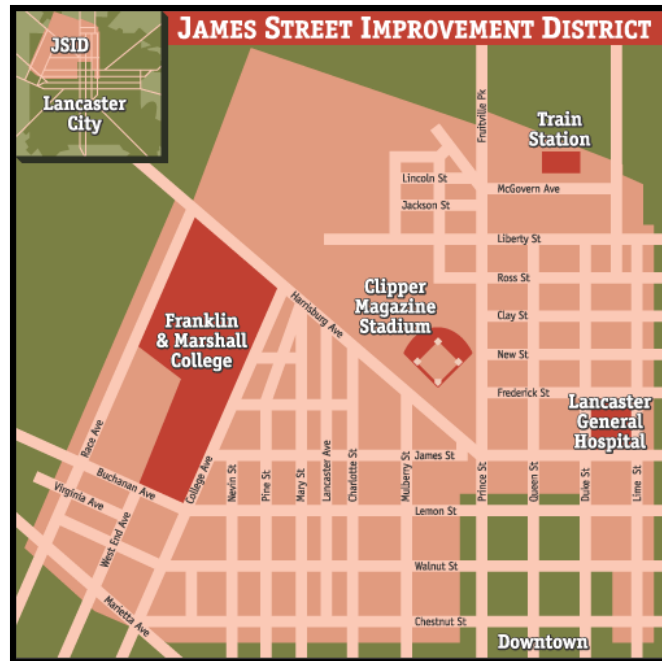 JAMES STREET IMPROVEMENT DISTRICT
JSID
Lancaster
City
Fruitville Pk
Train
Station
Lincoln St
McGovern Ave
Jackson St
Liberty St
Ross St
Harrisburg Ave
Clipper
Magazine
Stadium
Clay St
Franklin
& Marshall
College
New St
Frederick St
Lancaster
General
Hospital
Race Ave
Buchanan Ave
College Ave
Nevin St
Pine St
Mary St
Lancaster Ave
Charlotte St
Mulberry St
James St
Prince St
Queen St
Duke St
Lime St
Virginia Ave
West End Ave
Lemon St
Walnut St
Marietta Ave
Chestnut St
Downtown